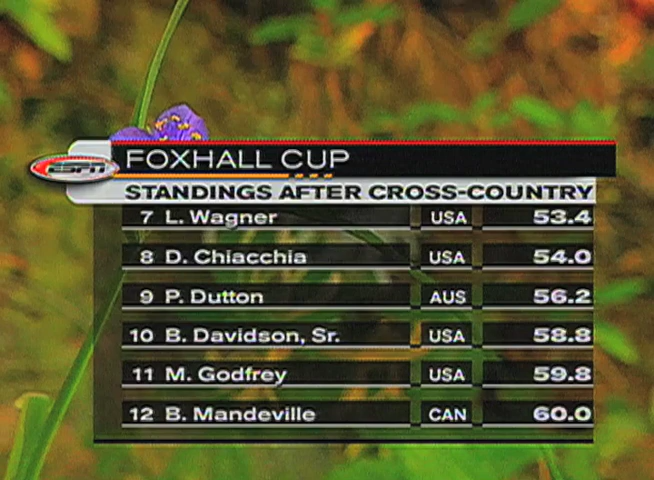 ESPN
FOXHALL CUP
STANDINGS AFTER CROSS-COUNTRY
7 L. Wagner USA 53.4
8 D. Chiacchia USA 54.0
9 P. Dutton AUS 56.2
10 B. Davidson, Sr. USA 58.8
11 M. Godfrey USA 59.8
12 B. Mandeville CAN 60.0